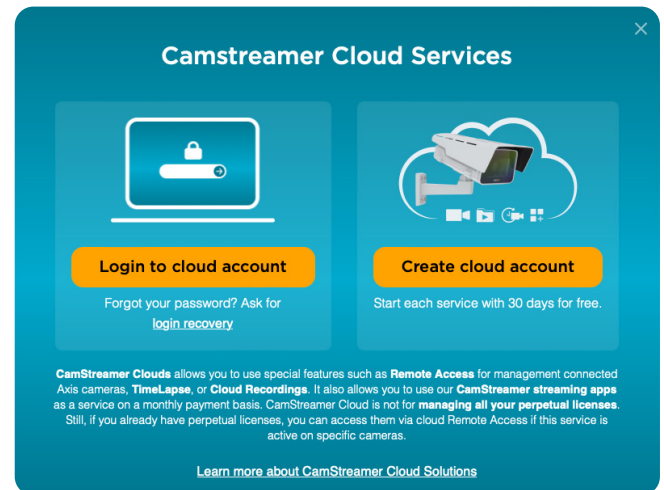 Camstreamer Cloud Services
Login to cloud account
Forgot your password? Ask for
login recovery
Create cloud account
Start each service with 30 days for free.
CamStreamer Clouds allows you to use special features such as Remote Access for management connected
Axis cameras, TimeLapse, or Cloud Recordings. It also allows you to use our CamStreamer streaming apps
as a service on a monthly payment basis. CamStreamer Cloud is not for managing all your perpetual licenses.
Still, if you already have perpetual licenses, you can access them via cloud Remote Access if this service is
active on specific cameras.
Learn more about CamStreamer Cloud Solutions